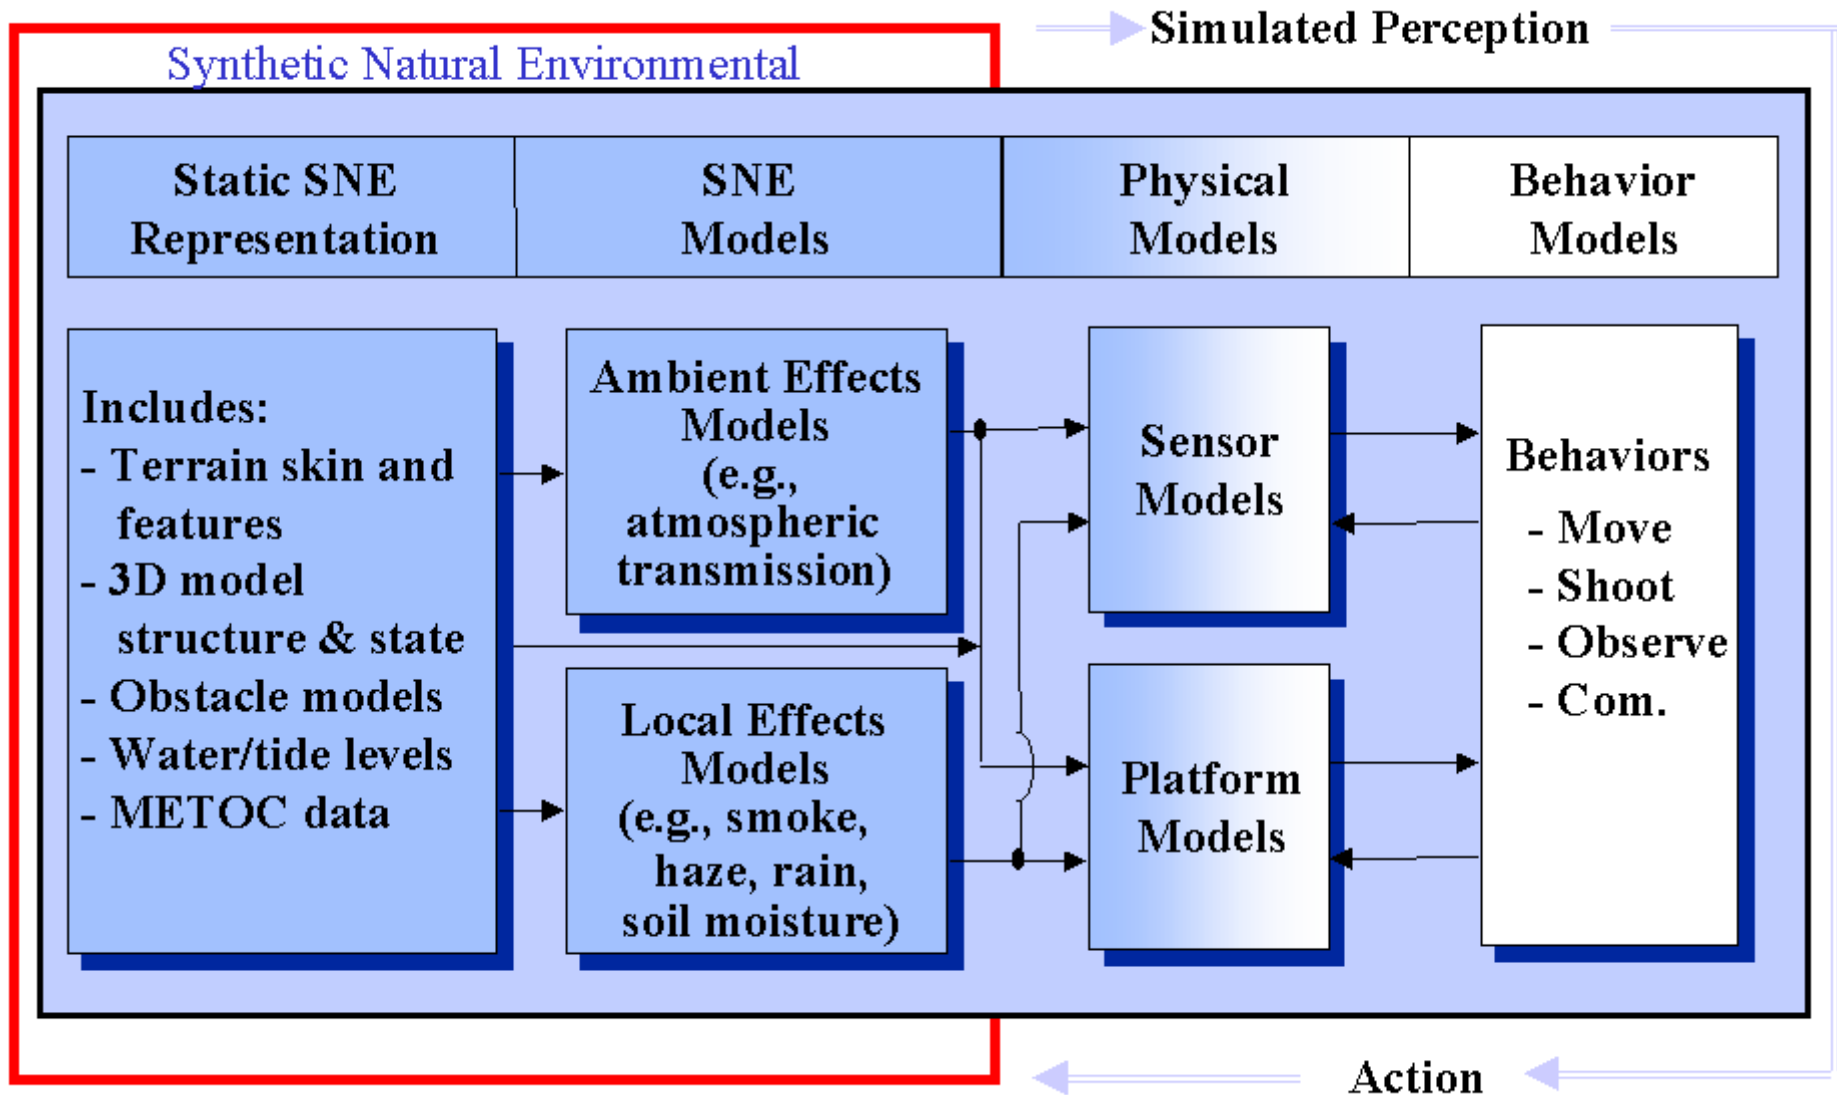 Simulated Perception
Synthetic Natural Environmental
Static SNE
Representation
SNE
Models
Physical
Models
Behavior
Models
Includes:
- Terrain skin and
features
- 3D model
structure & state
- Obstacle models
- Water/tide levels
- METOC data
Ambient Effects
Models
(e.g.,
atmospheric
transmission)
Local Effects
Models
(e.g., smoke,
haze, rain,
soil moisture)
Sensor
Models
Platform
Models
Behaviors
- Move
- Shoot
- Observe
- Com.
Action